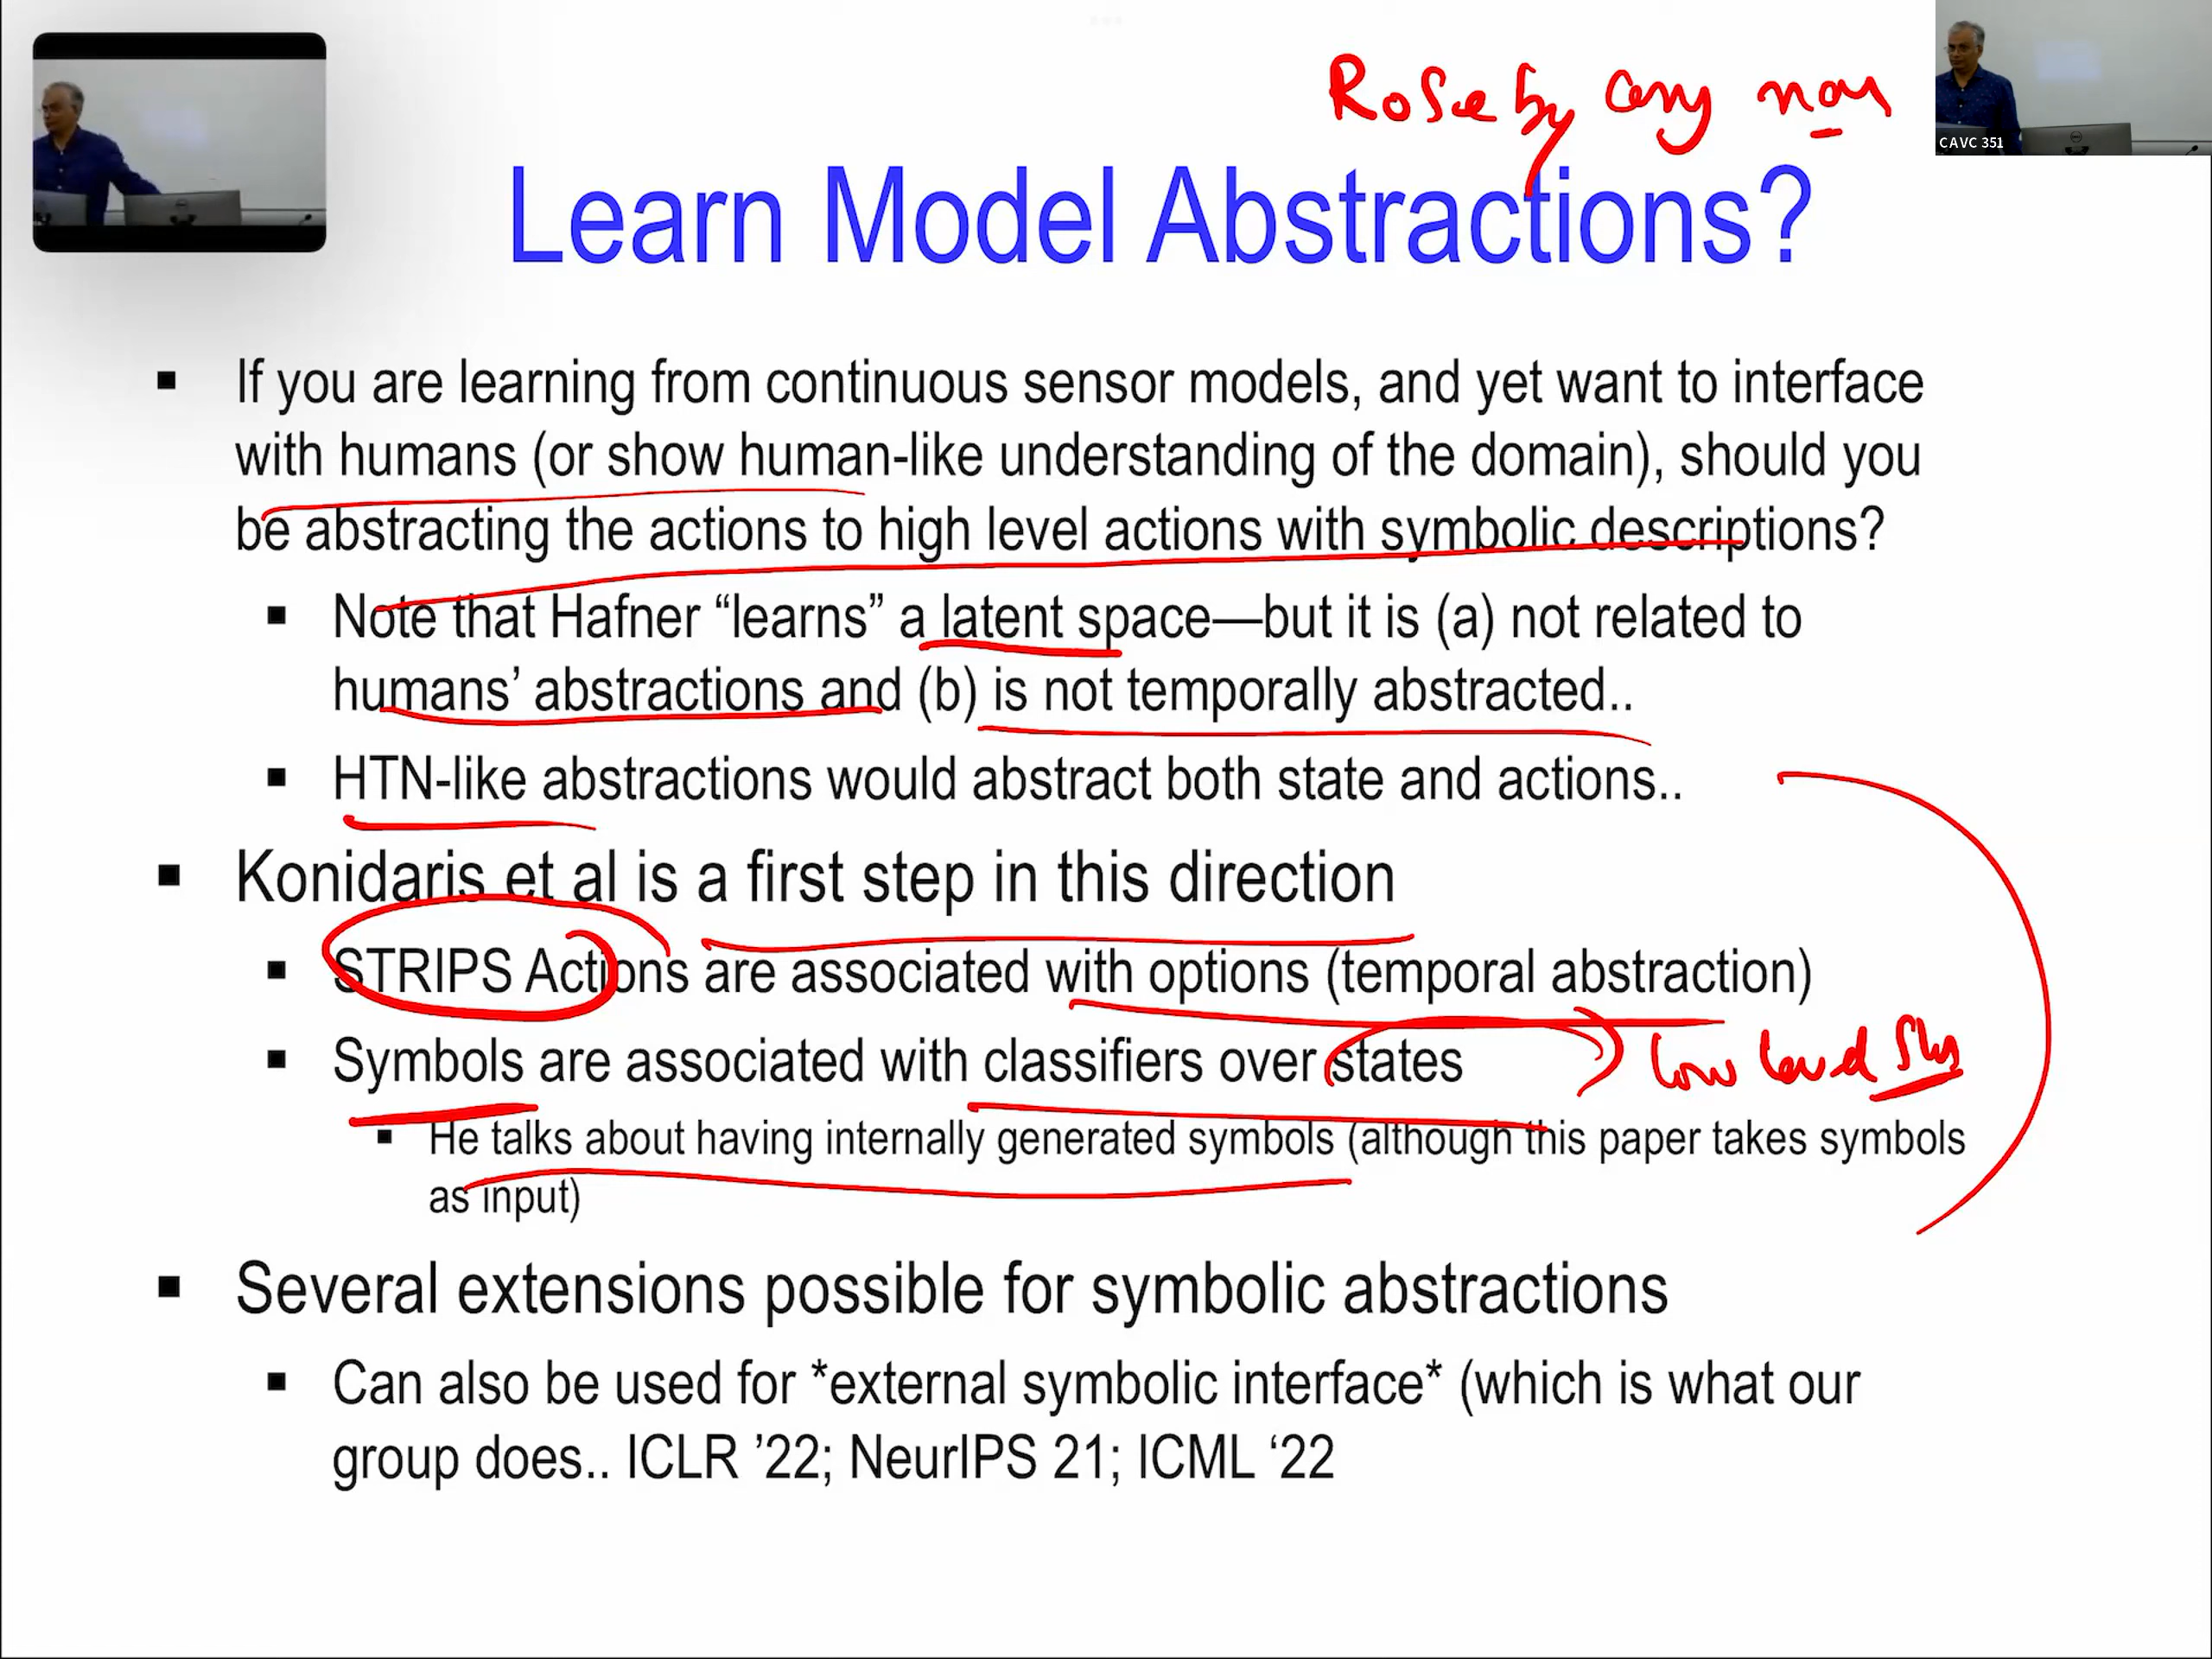 Rose by any
CAVC 351
Learn Model Abstractions?
▪ If you are learning from continuous sensor models, and yet want to interface
with humans (or show human-like understanding of the domain), should you
be abstracting the actions to high level actions with symbolic descriptions?
▪ Note that Hafner “learns” a latent space—but it is (a) not related to
humans’ abstractions and (b) is not temporally abstracted..
▪ HTN-like abstractions would abstract both state and actions..
▪ Konidaris et al is a first step in this direction
▪ STRIPS Actions are associated with options (temporal abstraction)
▪ Symbols are associated with classifiers over states
low level
▪ He talks about having internally generated symbols (although this paper takes symbols
as input)
▪ Several extensions possible for symbolic abstractions
▪ Can also be used for *external symbolic interface* (which is what our
group does.. ICLR ’22; NeurIPS 21; ICML ‘22